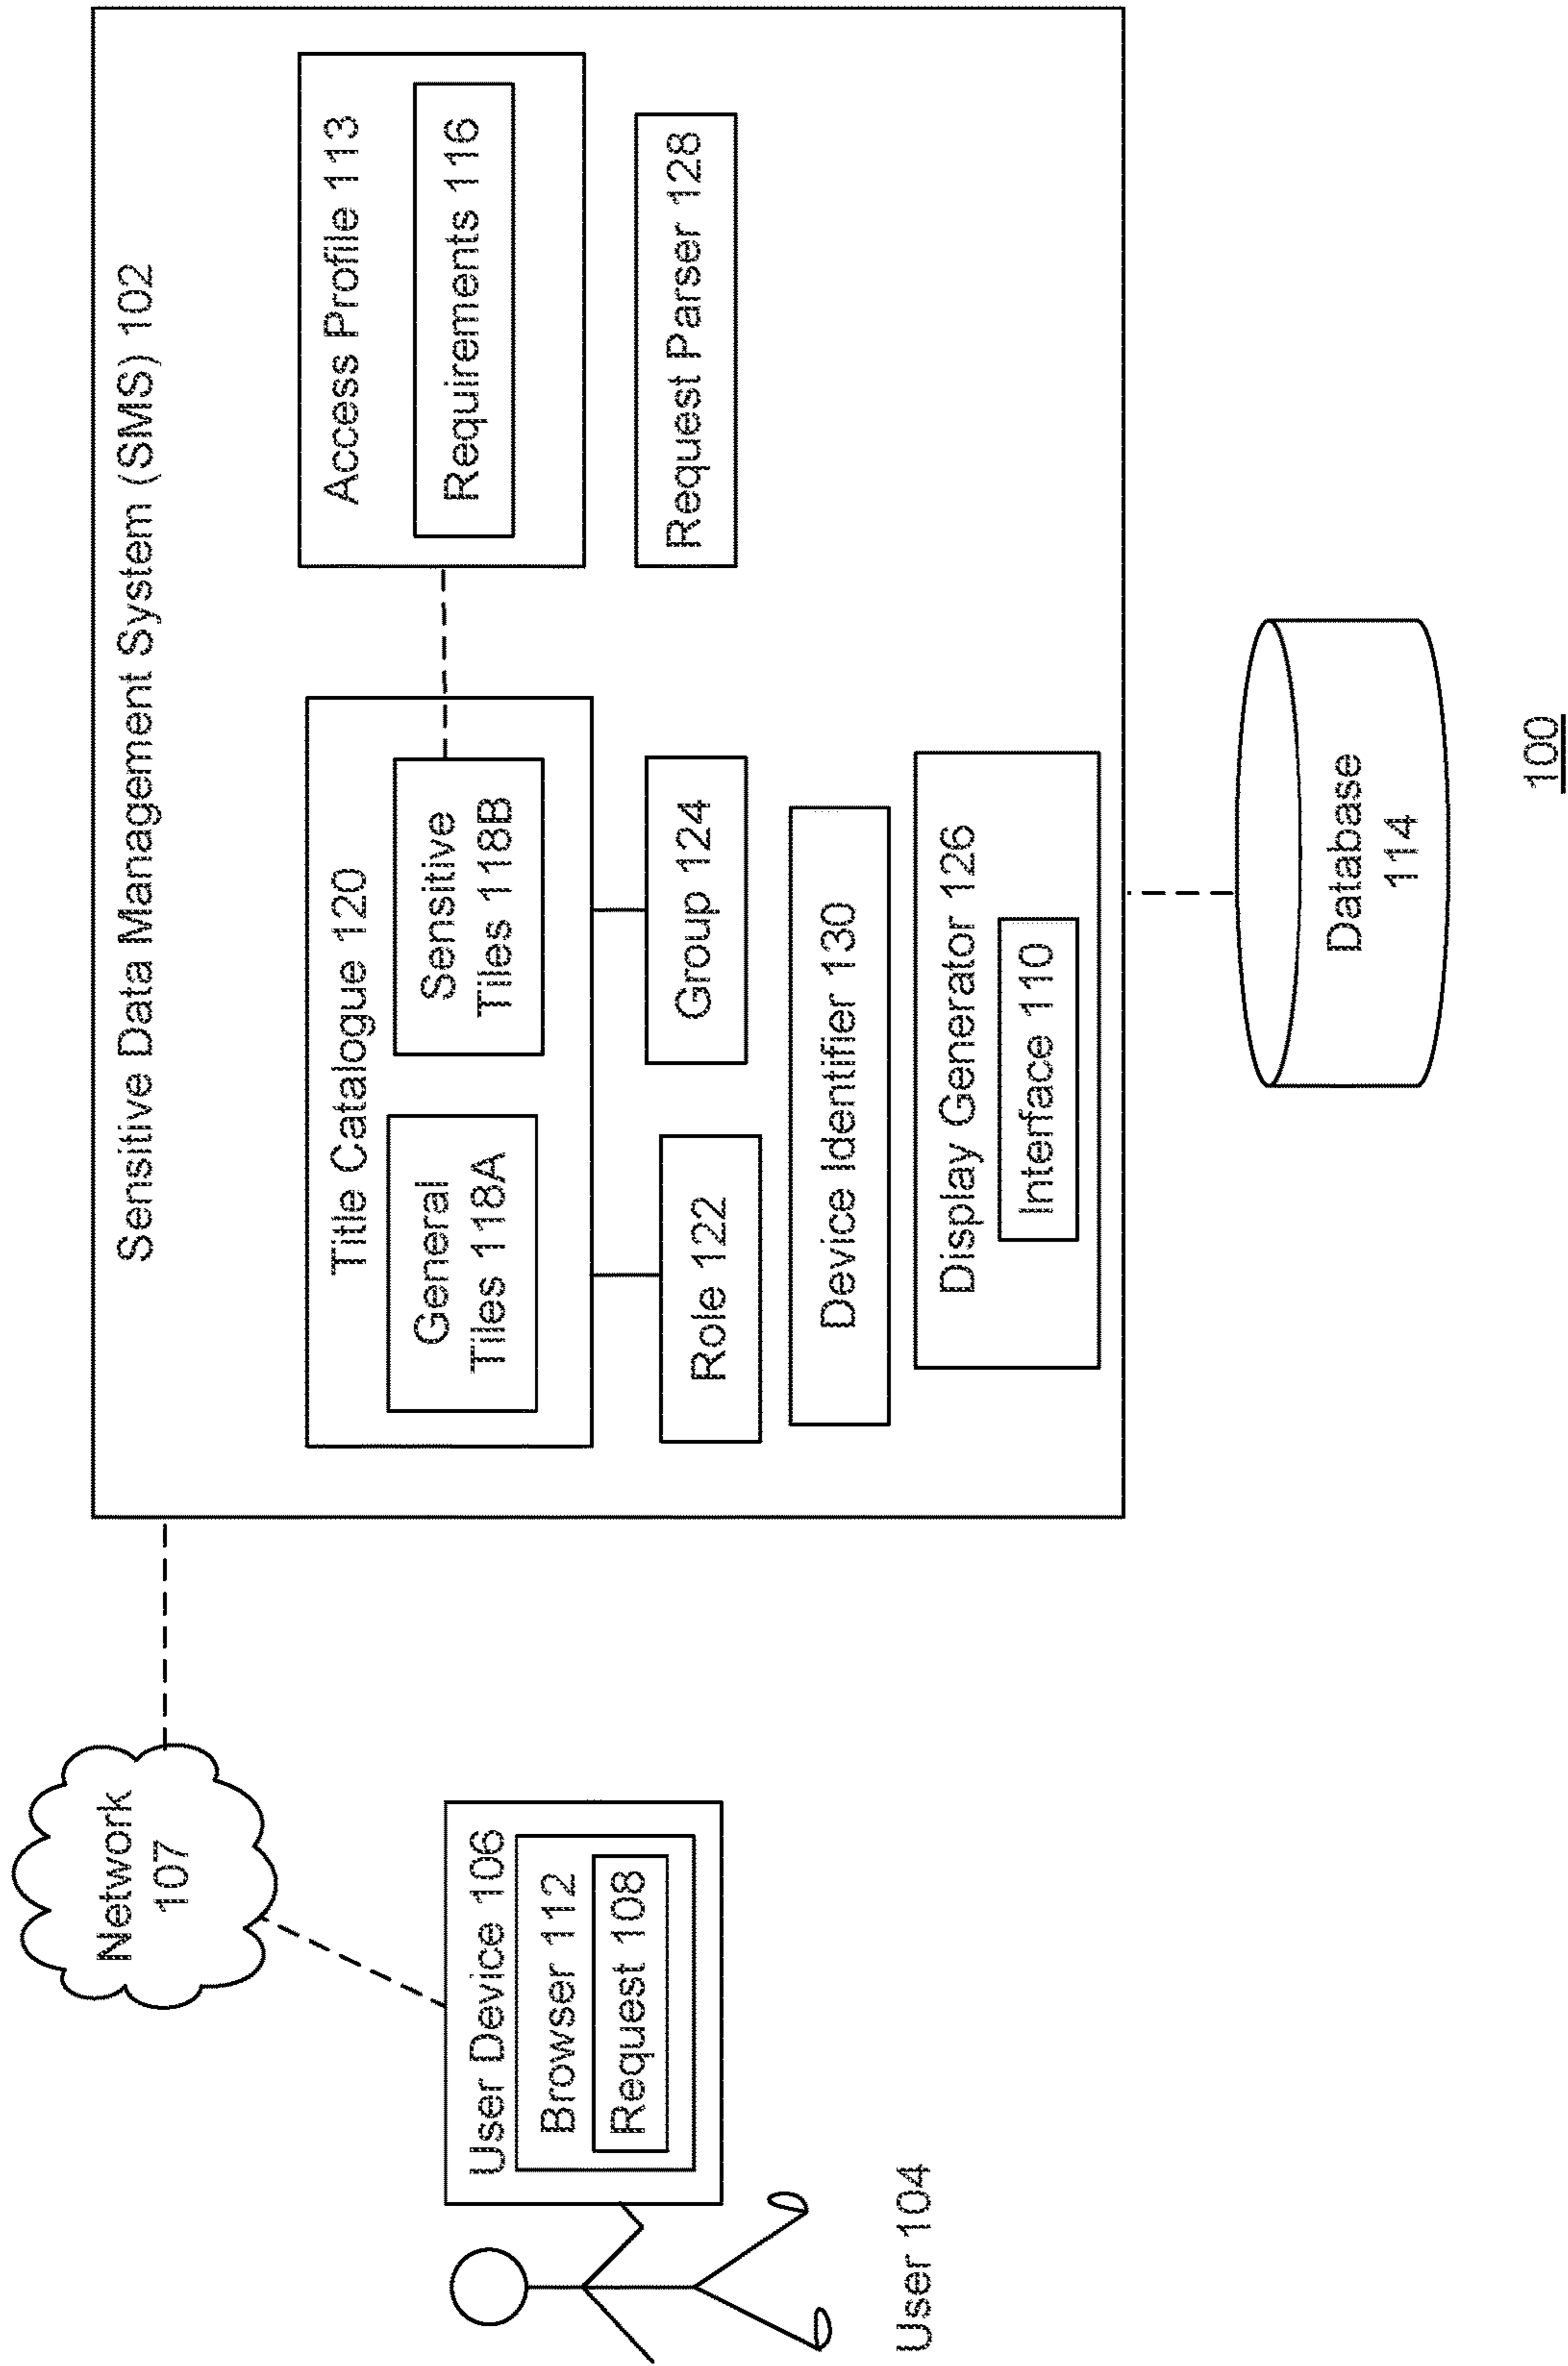 Sensitive Data Management System (SMS) 102
Network
107
Title Catalogue 120
General
Tiles 118A
Sensitive
Tiles 118B
Access Profile 113
Requirements 116
Role 122
Group 124
Request Parser 128
Device Identifier 130
Display Generator 126
Interface 110
User Device 106
Browser 112
Request 108
User 104
Database
114
100